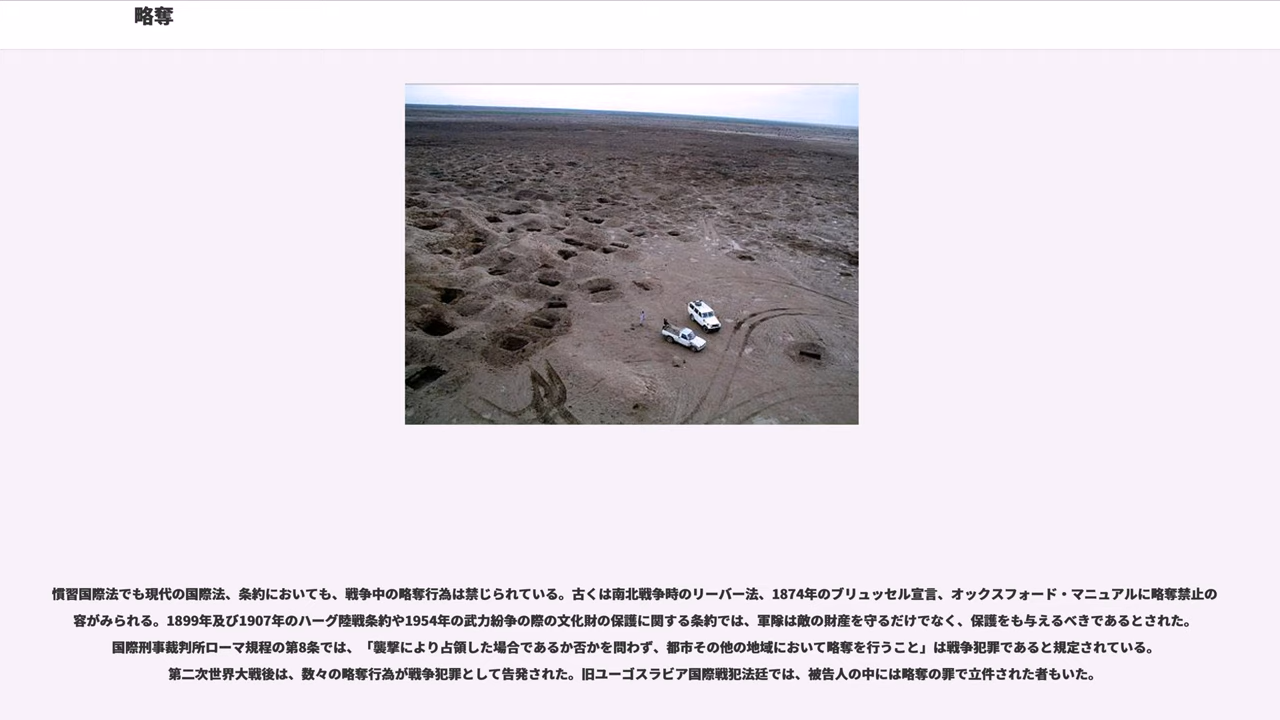 略奪
慣習国際法でも現代の国際法、条約においても、戦争中の略奪行為は禁じられている。古くは南北戦争時のリーバー法、1874年のブリュッセル宣言、オックスフォード・マニュアルに略奪禁止の
容がみられる。1899年及び1907年のハーグ陸戦条約や1954年の武力紛争の際の文化財の保護に関する条約では、軍隊は敵の財産を守るだけでなく、保護をも与えるべきであるとされた。
国際刑事裁判所ローマ規程の第8条では、「襲撃により占領した場合であるか否かを問わず、都市その他の地域において略奪を行うこと」は戦争犯罪であると規定されている。
第二次世界大戦後は、数々の略奪行為が戦争犯罪として告発された。旧ユーゴスラビア国際戦犯法廷では、被告人の中には略奪の罪で立件された者もいた。